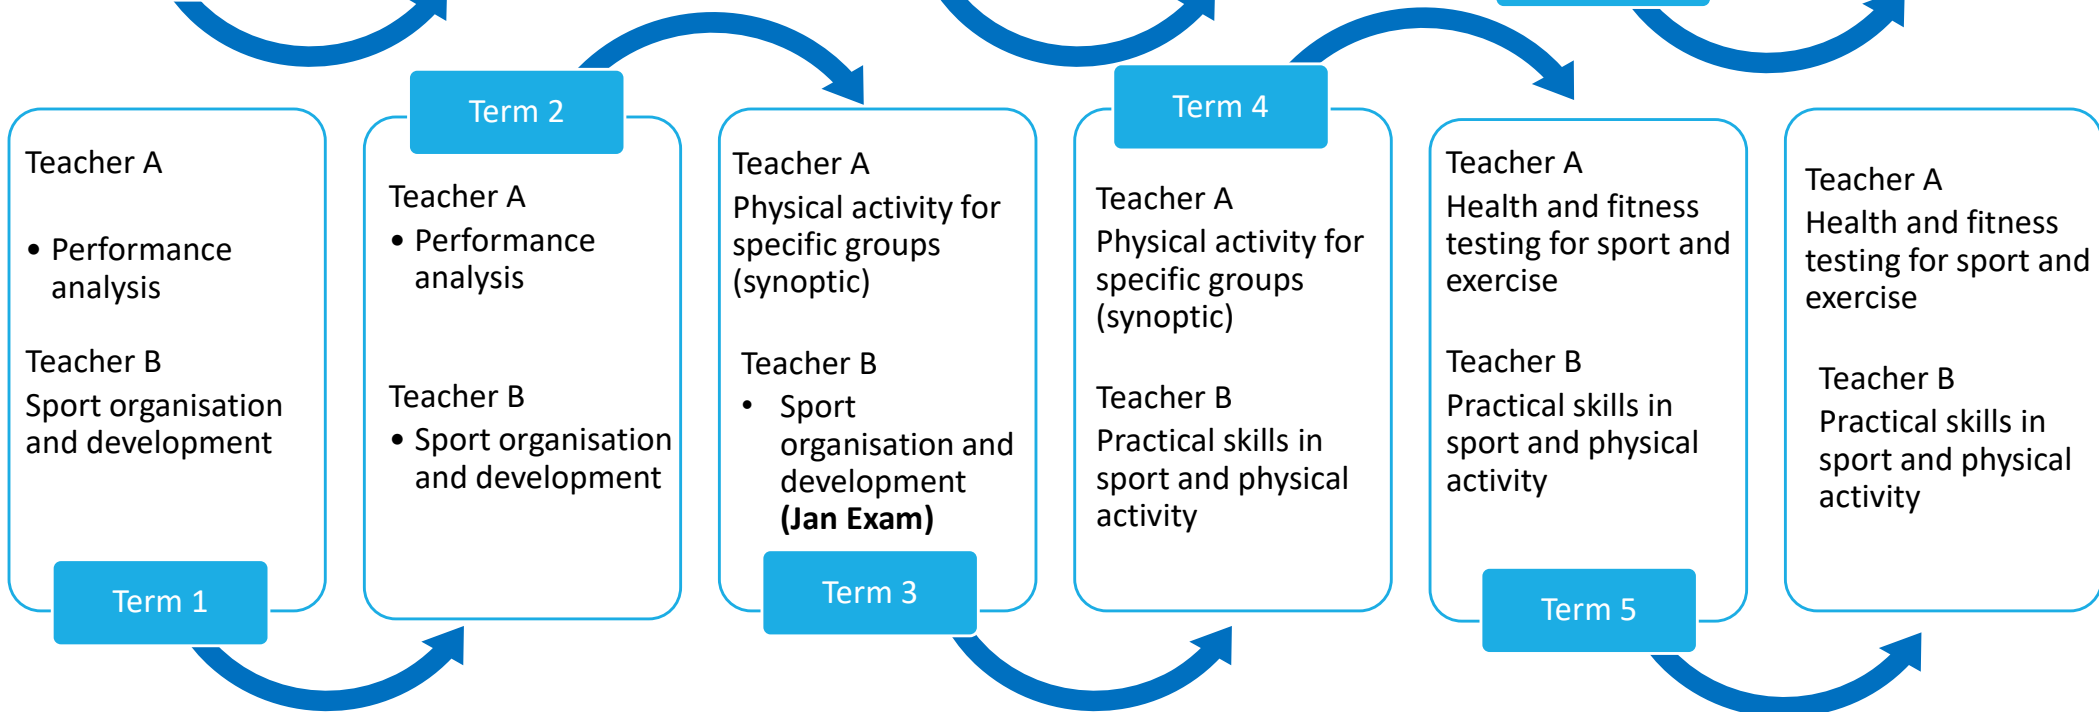 Teacher A
• Performance
analysis
Teacher B
Sport organisation
and development
Term 1
Term 2
Teacher A
• Performance
analysis
Teacher B
• Sport organisation
and development
Teacher A
Physical activity for
specific groups
(synoptic)
Teacher B
• Sport
organisation and
development
(Jan Exam)
Term 3
Term 4
Teacher A
Physical activity for
specific groups
(synoptic)
Teacher B
Practical skills in
sport and physical
activity
Teacher A
Health and fitness
testing for sport and
exercise
Teacher B
Practical skills in
sport and physical
activity
Term 5
Teacher A
Health and fitness
testing for sport and
exercise
Teacher B
Practical skills in
sport and physical
activity